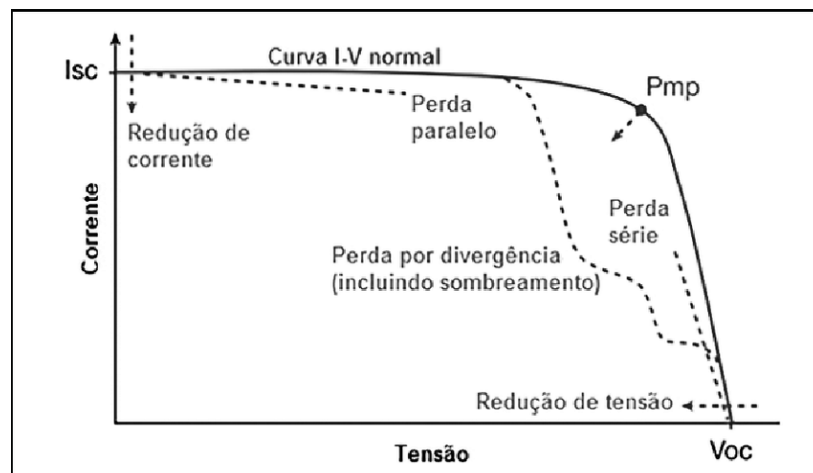 Curva I-V normal
Isc
Pmp
Perda
paralelo
Redução de
corrente
Perda
série
Corrente
Perda por divergência
(incluindo sombreamento)
Redução de tensão
Tensão
Voc